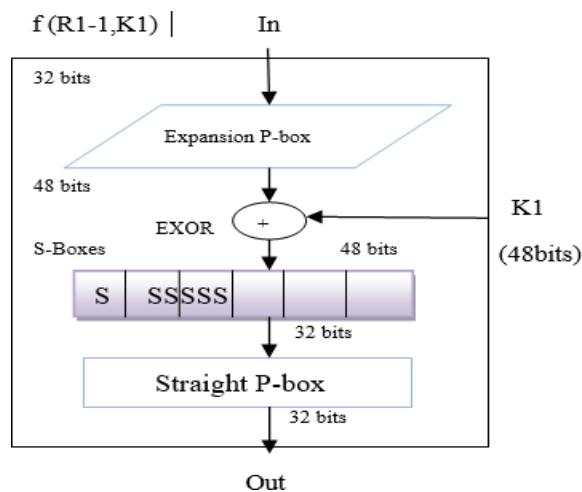 f (R1-1,K1) | In
32 bits
Expansion P-box
48 bits
K1
EXOR +
S-Boxes 48 bits (48bits)
S SSSSS
32 bits
Straight P-box
32 bits
Out